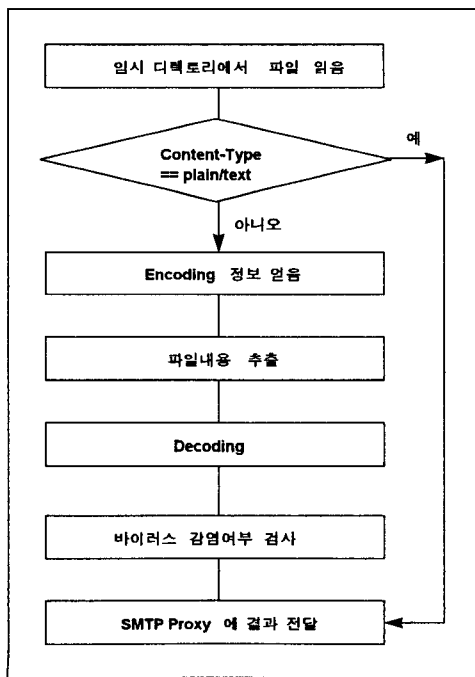 임시 디렉토리에서 파일 읽음
Content-Type
== plain/text
예
아니오
Encoding 정보 얻음
파일내용 추출
Decoding
바이러스 감염여부 검사
SMTP Proxy 에 결과 전달